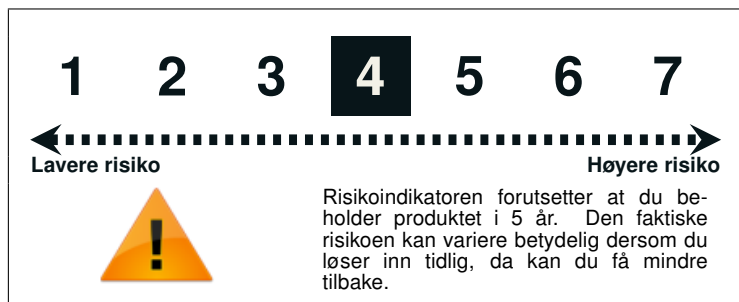 1 2 3 4 5 6 7
Lavere risiko Høyere risiko
Risikoindikatoren forutsetter at du be-
holder produktet i 5 år. Den faktiske
risikoen kan variere betydelig dersom du
løser inn tidlig, da kan du få mindre
tilbake.